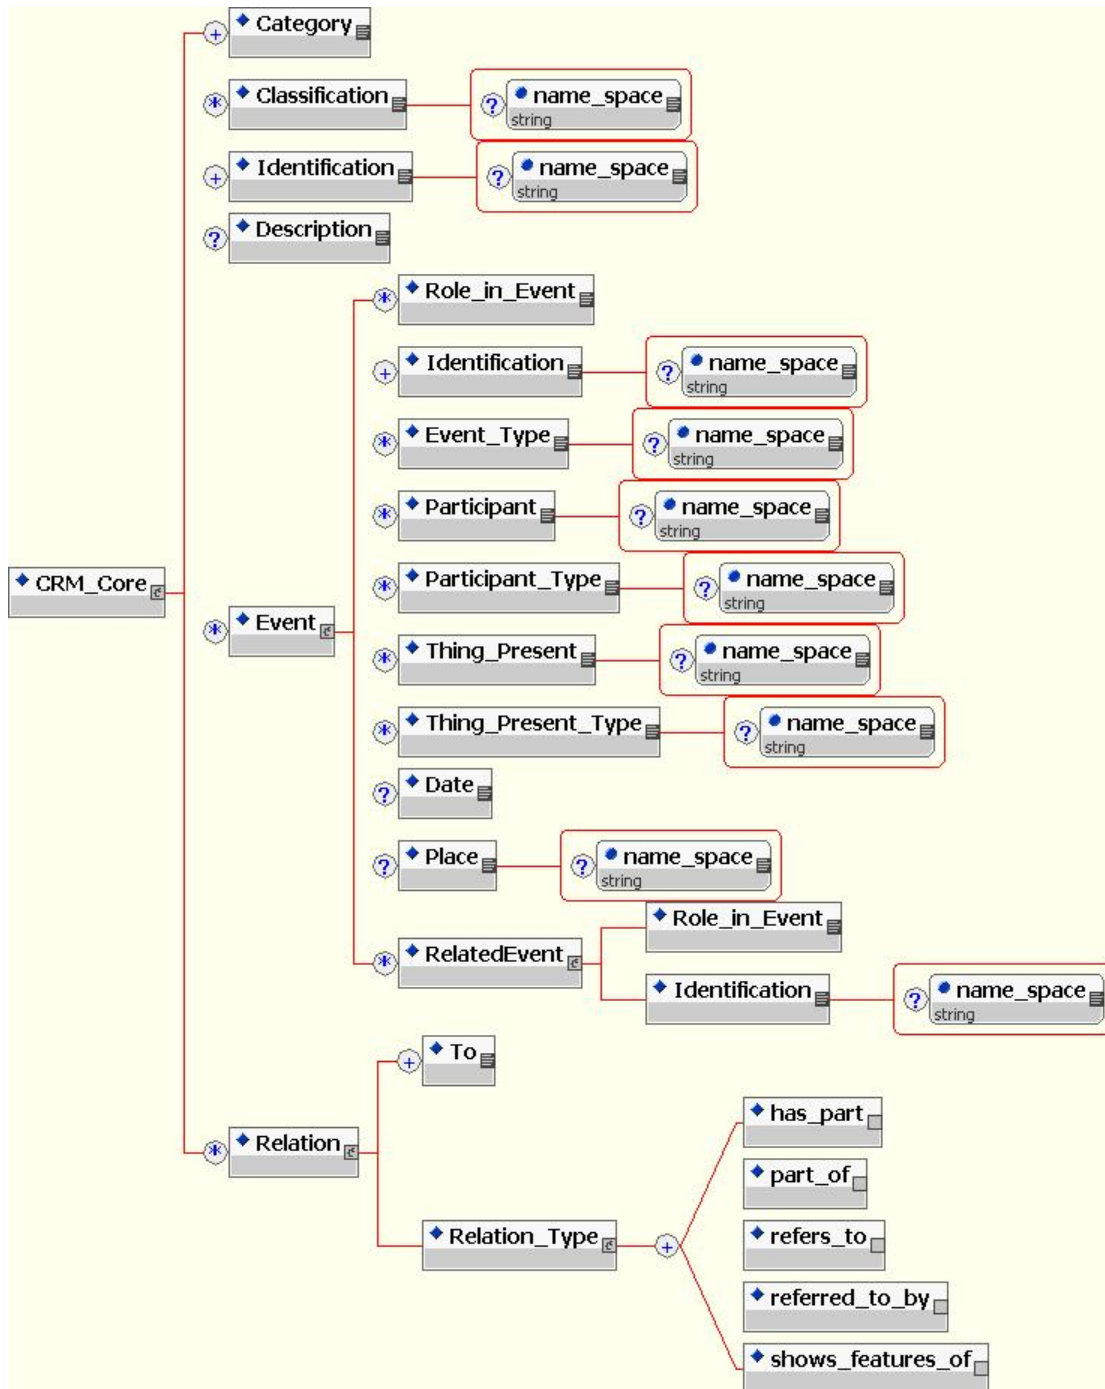 + Category
* Classification ? name_space
string
+ Identification ? name_space
string
? Description
* Role_in_Event
+ Identification ? name_space
string
* Event_Type ? name_space
string
* Participant ? name_space
string
CRM_Core
* Participant_Type ? name_space
string
* Event
* Thing_Present ? name_space
string
* Thing_Present_Type ? name_space
string
? Date
? Place ? name_space
string
Role_in_Event
* RelatedEvent
Identification ? name_space
string
+ To
* Relation
has_part
part_of
Relation_Type +
refers_to
referred_to_by
shows_features_of